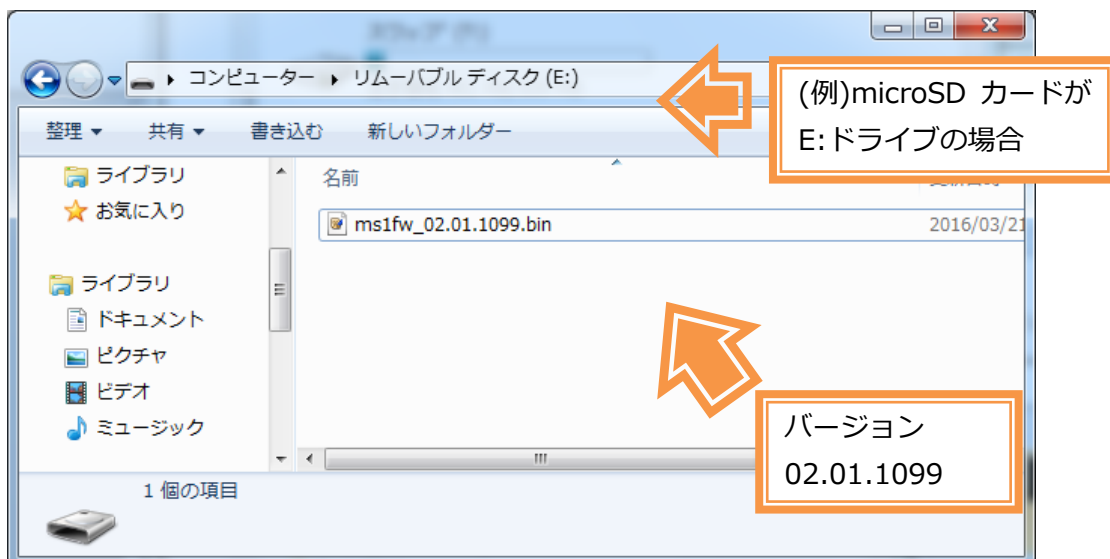 コンピューター ▸ リムーバブル ディスク (E:)
(例)microSD カードが
E:ドライブの場合
整理 ▼ 共有 ▼ 書き込む 新しいフォルダー
ライブラリ
お気に入り
ライブラリ
ドキュメント
ピクチャ
ビデオ
ミュージック
名前
ms1fw_02.01.1099.bin 2016/03/21
バージョン
02.01.1099
1 個の項目